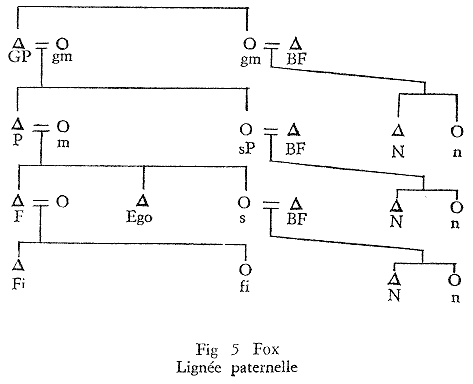 GP gm gm BF
N n
P m sP BF
N n
F Ego s BF
N n
Fi fi
Fig 5 Fox
Lignée paternelle